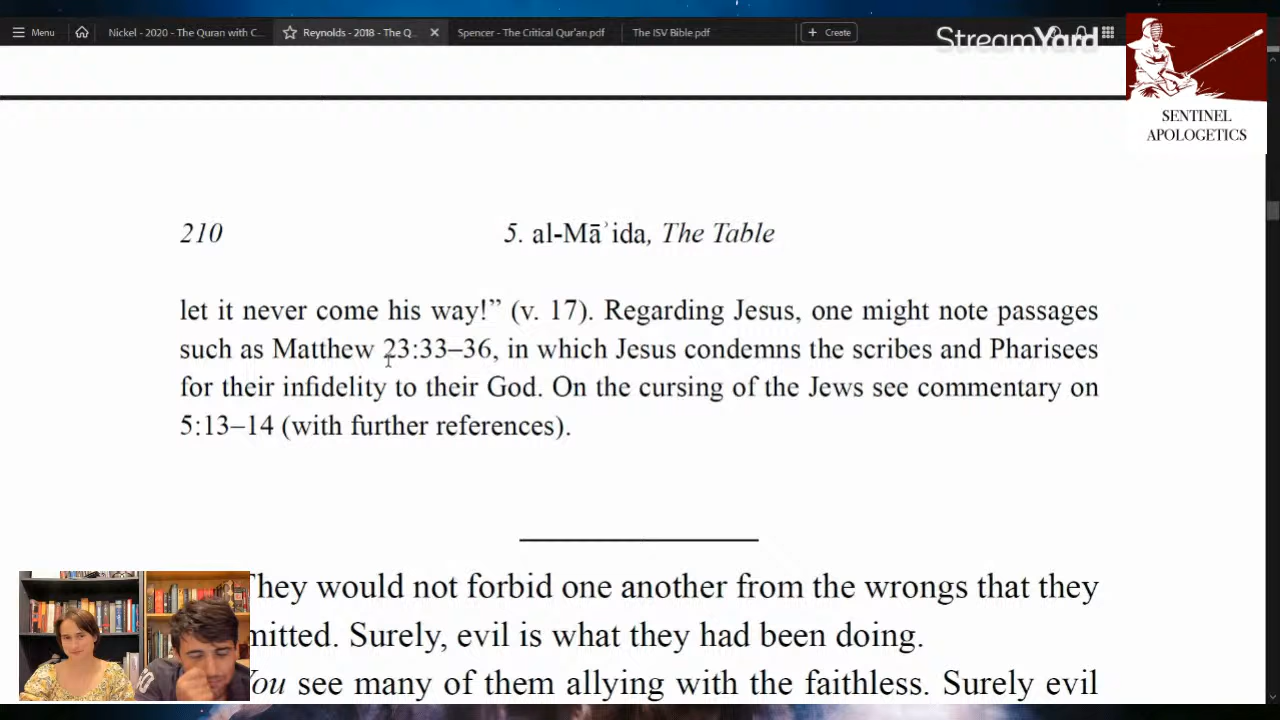 Menu
Nickel - 2020 - The Quran with C...
Reynolds - 2018 - The Q...
Spencer - The Critical Qur'an.pdf
The ISV Bible.pdf
+ Create
StreamYard
SENTINEL
APOLOGETICS
210
5. al-Māʾida, The Table
let it never come his way!” (v. 17). Regarding Jesus, one might note passages
such as Matthew 23:33–36, in which Jesus condemns the scribes and Pharisees
for their infidelity to their God. On the cursing of the Jews see commentary on
5:13–14 (with further references).
They would not forbid one another from the wrongs that they
mitted. Surely, evil is what they had been doing.
You see many of them allying with the faithless. Surely evil